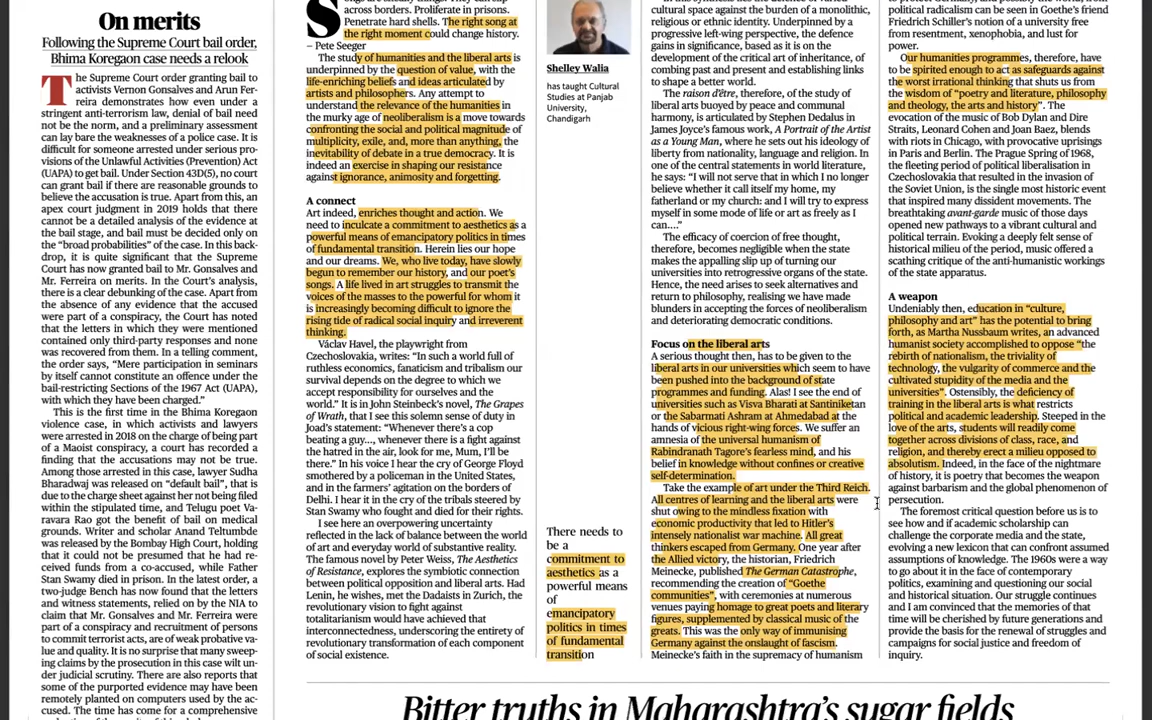 On merits
Following the Supreme Court bail order,
Bhima Koregaon case needs a relook
The Supreme Court order granting bail to
activists Vernon Gonsalves and Arun Fer-
reira demonstrates how even under a
stringent anti-terrorism law, denial of bail need
not be the norm, and a preliminary assessment
can lay bare the weakness of a police case. It is
difficult for someone arrested under serious pro-
visions of the Unlawful Activities (Prevention) Act
(UAPA) to get bail. Under Section 43D(5), no court
can grant bail if there are reasonable grounds to
believe the accusation is true. Apart from this, an
apex court judgment in 2019 holds that there
cannot be a detailed analysis of the evidence at
the bail stage, and bail must be decided only on
the “broad probabilities” of the case. In this back-
drop, it is quite significant that the Supreme
Court has now granted bail to Mr. Gonsalves and
Mr. Ferreira on merits. In the Court’s analysis,
there is a clear debunking of the case. Apart from
the absence of any evidence that the accused
were part of a conspiracy, the Court has noted
that the letters in which they were mentioned
contained only third-party responses and none
was recovered from them. In a telling comment,
the order says, “Mere participation in seminars
by itself cannot constitute an offence under the
bail-restricting Sections of the 1967 Act (UAPA),
with which they have been charged.”
This is the first time in the Bhima Koregaon
violence case, in which activists and lawyers
were arrested in 2018 on the charge of being part
of a Maoist conspiracy, a court has recorded a
finding that the accusations may not be true.
Among those arrested in this case, lawyer Sudha
Bharadwaj was released on “default bail”, that is
due to the charge sheet against her not being filed
within the stipulated time, and Telugu poet Va-
ravara Rao got the benefit of bail on medical
grounds. Writer and scholar Anand Teltumbde
was released by the Bombay High Court, holding
that it could not be presumed that he had re-
ceived funds from a co-accused, while Father
Stan Swamy died in prison. In the latest order, a
two-judge Bench has now found that the letters
and witness statements, relied on by the NIA to
claim that Mr. Gonsalves and Mr. Ferreira were
part of a conspiracy and recruitment of persons
to commit terrorist acts, are of weak probative va-
lue and quality. It is no surprise that many sweep-
ing claims by the prosecution in this case wilt un-
der judicial scrutiny. There are also reports that
some of the purported evidence may have been
remotely planted on computers used by the ac-
cused. The time has come for a comprehensive
across borders. Proliferate in prisons.
Penetrate hard shells. The right song at
the right moment could change history.
– Pete Seeger
The study of humanities and the liberal arts is
underpinned by the question of value, with the
life-enriching beliefs and ideas articulated by
artists and philosophers. Any attempt to
understand the relevance of the humanities in
the murky age of neoliberalism is a move towards
confronting the social and political magnitude of
multiplicity, exile, and, more than anything, the
inevitability of debate in a true democracy. It is
indeed an exercise in shaping our resistance
against ignorance, animosity and forgetting.
A connect
Art indeed, enriches thought and action. We
need to inculcate a commitment to aesthetics as a
powerful means of emancipatory politics in times
of fundamental transition. Herein lies our hope
and our dreams. We, who live today, have slowly
begun to remember our history, and our poet’s
songs. A life lived in art struggles to transmit the
voices of the masses to the powerful for whom it
is increasingly becoming difficult to ignore the
rising tide of radical social inquiry and irreverent
thinking.
Václav Havel, the playwright from
Czechoslovakia, writes: “In such a world full of
ruthless economics, fanaticism and tribalism our
survival depends on the degree to which we
accept responsibility for ourselves and the
world.” It is in John Steinbeck’s novel, The Grapes
of Wrath, that I see this solemn sense of duty in
Joad’s statement: “Whenever there’s a cop
beating a guy…, whenever there is a fight against
the hatred in the air, look for me, Mum, I’ll be
there.” In his voice I hear the cry of George Floyd
smothered by a policeman in the United States,
and in the farmers’ agitation on the borders of
Delhi. I hear it in the cry of the tribals steered by
Stan Swamy who fought and died for their rights.
I see here an overpowering uncertainty
reflected in the lack of balance between the world
of art and everyday world of substantive reality.
The famous novel by Peter Weiss, The Aesthetics
of Resistance, explores the symbiotic connection
between political opposition and liberal arts. Had
Lenin, he wishes, met the Dadaists in Zurich, the
revolutionary vision to fight against
totalitarianism would have achieved that
interconnectedness, underscoring the entirety of
revolutionary transformation of each component
of social existence.
Shelley Walia
has taught Cultural
Studies at Panjab
University,
Chandigarh
There needs to
be a
commitment to
aesthetics as a
powerful means
of
emancipatory
politics in times
of fundamental
transition
cultural space against the burden of a monolithic,
religious or ethnic identity. Underpinned by a
progressive left-wing perspective, the defence
gains in significance, based as it is on the
development of the critical art of inheritance, of
combing past and present and establishing links
to shape a better world.
The raison d’être, therefore, of the study of
liberal arts buoyed by peace and communal
harmony, is articulated by Stephen Dedalus in
James Joyce’s famous work, A Portrait of the Artist
as a Young Man, where he sets out his ideology of
liberty from nationality, language and religion. In
one of the central statements in world literature,
he says: “I will not serve that in which I no longer
believe whether it call itself my home, my
fatherland or my church: and I will try to express
myself in some mode of life or art as freely as I
can….”
The efficacy of coercion of free thought,
therefore, becomes negligible when the state
makes the appalling slip up of turning our
universities into retrogressive organs of the state.
Hence, the need arises to seek alternatives and
return to philosophy, realising we have made
blunders in accepting the forces of neoliberalism
and deteriorating democratic conditions.
Focus on the liberal arts
A serious thought then, has to be given to the
liberal arts in our universities which seem to have
been pushed into the background of state
programmes and funding. Alas! I see the end of
universities such as Visva Bharati at Santiniketan
or the Sabarmati Ashram at Ahmedabad at the
hands of vicious right-wing forces. We suffer an
amnesia of the universal humanism of
Rabindranath Tagore’s fearless mind, and his
belief in knowledge without confines or creative
self-determination.
Take the example of art under the Third Reich.
All centres of learning and the liberal arts were
shut owing to the mindless fixation with
economic productivity that led to Hitler’s
intensely nationalist war machine. All great
thinkers escaped from Germany. One year after
the Allied victory, the historian, Friedrich
Meinecke, published The German Catastrophe,
recommending the creation of “Goethe
communities”, with ceremonies at numerous
venues paying homage to great poets and literary
figures, supplemented by classical music of the
greats. This was the only way of immunising
Germany against the onslaught of fascism.
Meinecke’s faith in the supremacy of humanism
political radicalism can be seen in Goethe’s friend
Friedrich Schiller’s notion of a university free
from resentment, xenophobia, and lust for
power.
Our humanities programmes, therefore, have
to be spirited enough to act as safeguards against
the worst irrational thinking that shuts us from
the wisdom of “poetry and literature, philosophy
and theology, the arts and history”. The
evocation of the music of Bob Dylan and Dire
Straits, Leonard Cohen and Joan Baez, blends
with riots in Chicago, with provocative uprisings
in Paris and Berlin. The Prague Spring of 1968,
the fleeting period of political liberalisation in
Czechoslovakia that resulted in the invasion of
the Soviet Union, is the single most historic event
that inspired many dissident movements. The
breathtaking avant-garde music of those days
opened new pathways to a vibrant cultural and
political terrain. Evoking a deeply felt sense of
historical milieu of the period, music offered a
scathing critique of the anti-humanistic workings
of the state apparatus.
A weapon
Undeniably then, education in “culture,
philosophy and art” has the potential to bring
forth, as Martha Nussbaum writes, an advanced
humanist society accomplished to oppose “the
rebirth of nationalism, the triviality of
technology, the vulgarity of commerce and the
cultivated stupidity of the media and the
universities”. Ostensibly, the deficiency of
training in the liberal arts is what restricts
political and academic leadership. Steeped in the
love of the arts, students will readily come
together across divisions of class, race, and
religion, and thereby erect a milieu opposed to
absolutism. Indeed, in the face of the nightmare
of history, it is poetry that becomes the weapon
against barbarism and the global phenomenon of
persecution.
The foremost critical question before us is to
see how and if academic scholarship can
challenge the corporate media and the state,
evolving a new lexicon that can confront assumed
assumptions of knowledge. The 1960s were a way
to go about it in the face of contemporary
politics, examining and questioning our social
and historical situation. Our struggle continues
and I am convinced that the memories of that
time will be cherished by future generations and
provide the basis for the renewal of struggles and
campaigns for social justice and freedom of
inquiry.
Bitter truths in Maharashtra’s sugar fields